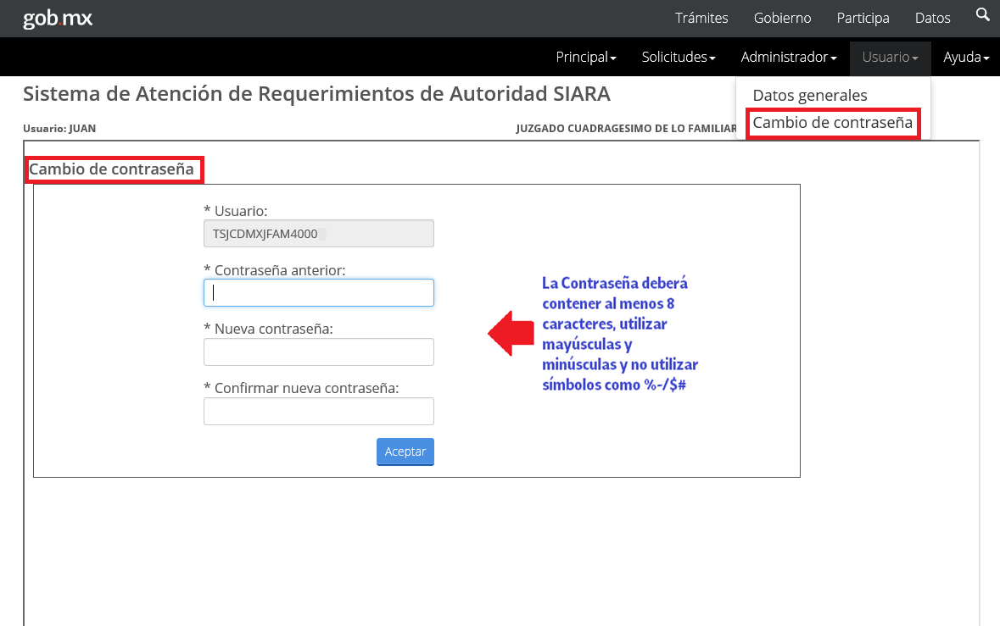 gob.mx
Trámites Gobierno Participa Datos
Principal Solicitudes Administrador Usuario Ayuda
Datos generales
Cambio de contraseña
Sistema de Atención de Requerimientos de Autoridad SIARA
Usuario: JUAN
JUZGADO CUADRAGESIMO DE LO FAMILIAR
Cambio de contraseña
* Usuario:
TSJCDMXJFAM4000
* Contraseña anterior:
* Nueva contraseña:
* Confirmar nueva contraseña:
Aceptar
La Contraseña deberá
contener al menos 8
caracteres, utilizar
mayúsculas y
minúsculas y no utilizar
símbolos como %-/$#